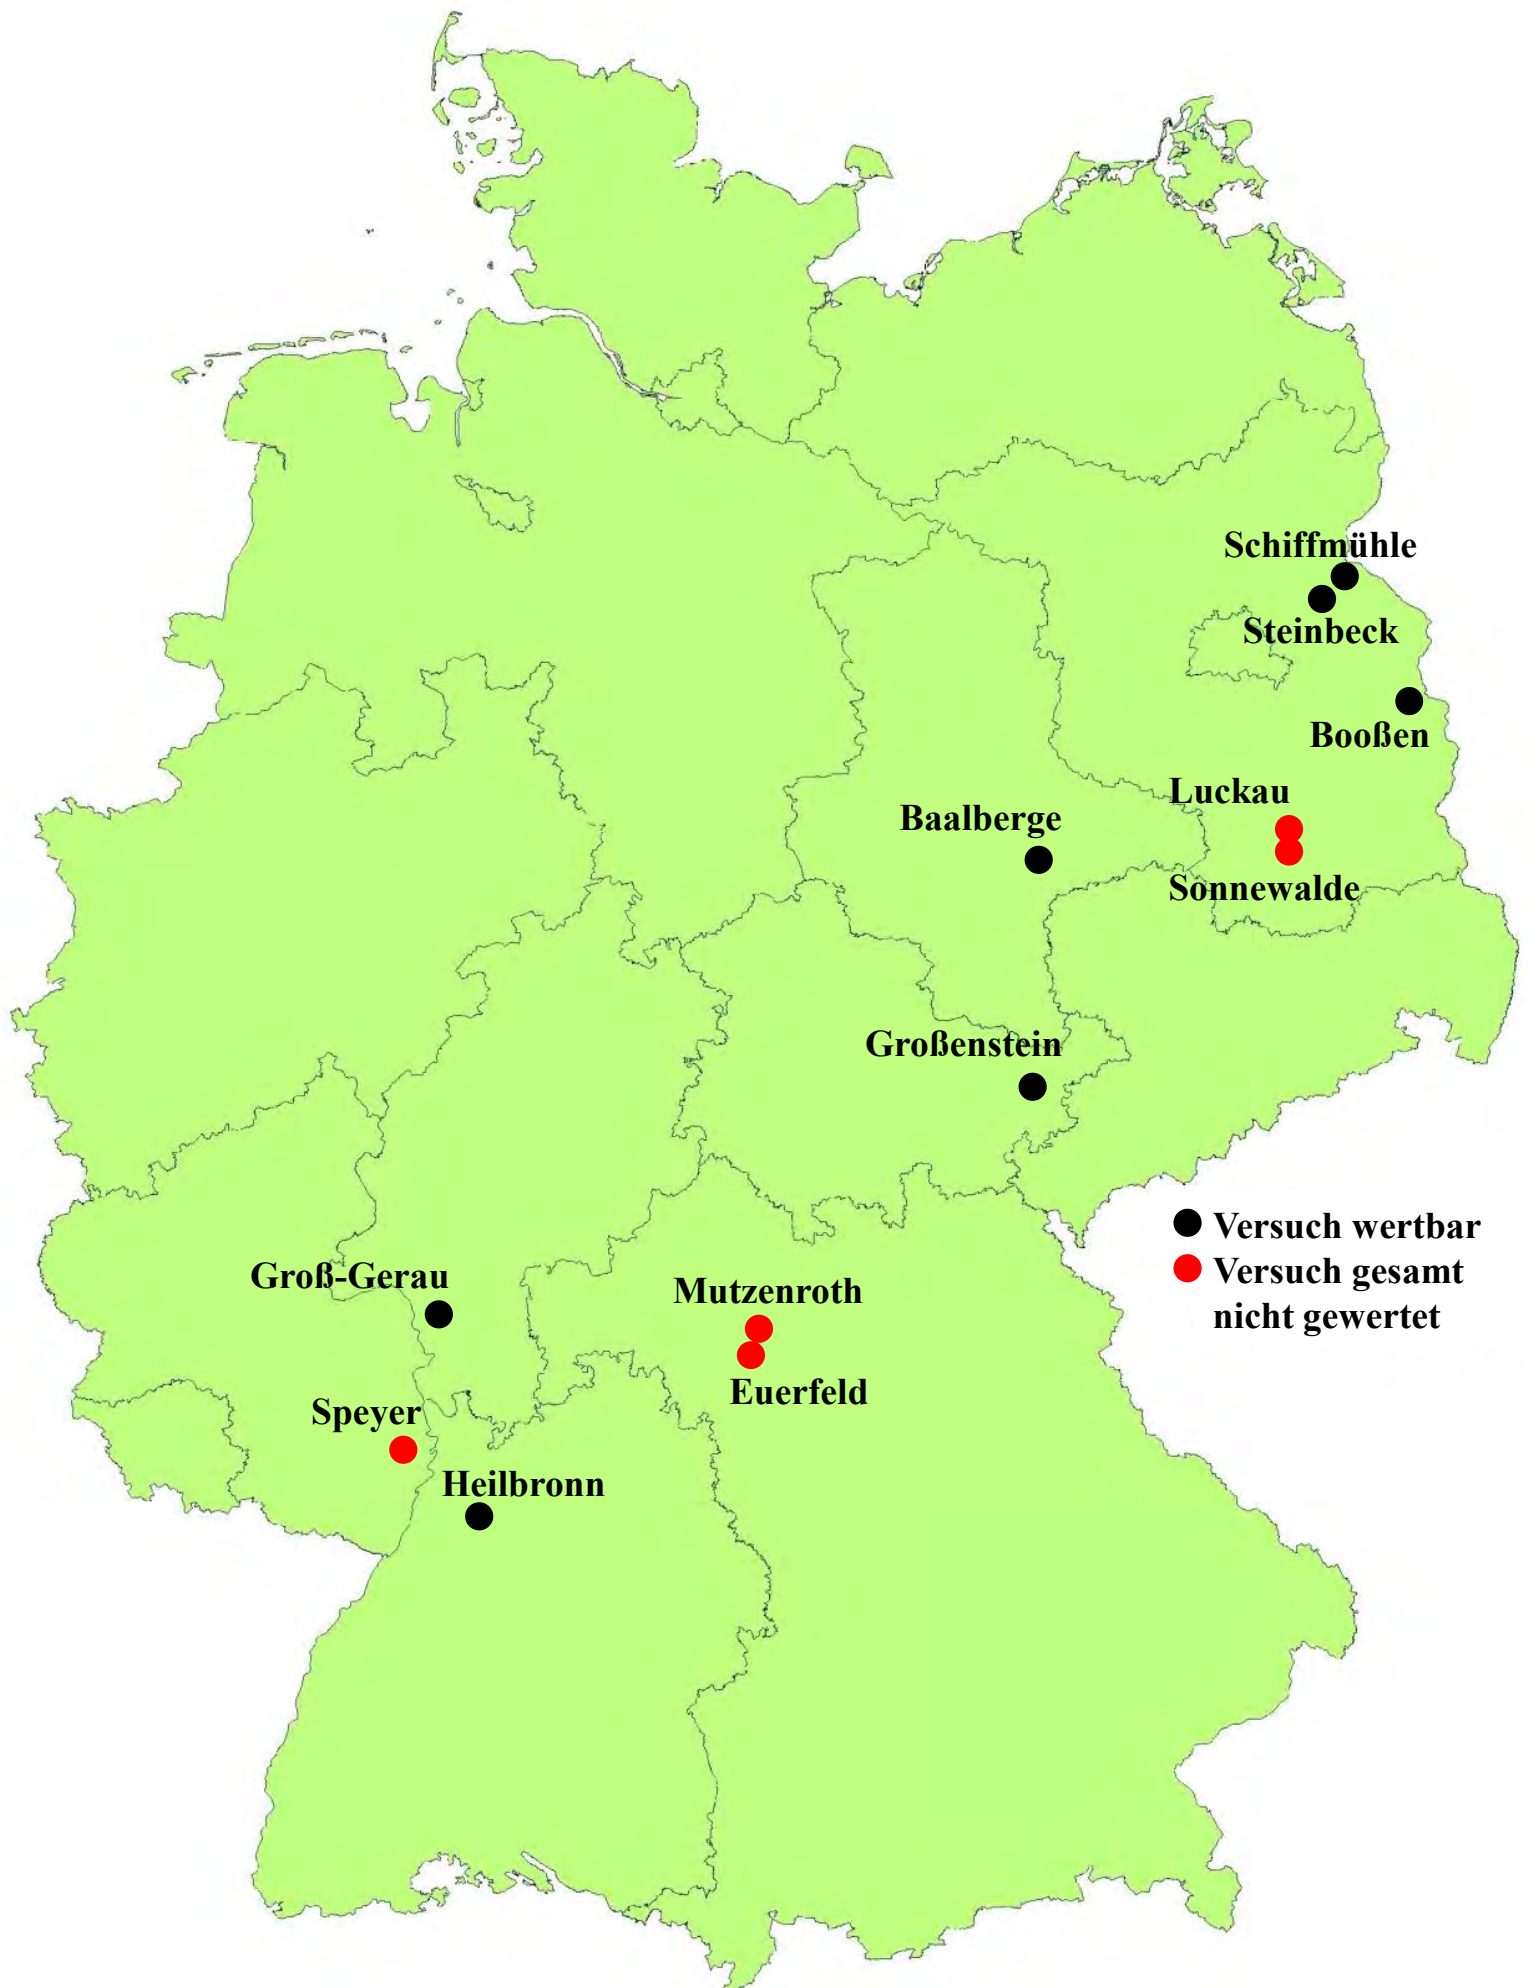 Schiffmühle
Steinbeck
Booßen
Luckau
Baalberge
Sonnewalde
Großenstein
Versuch wertbar
Versuch gesamt
nicht gewertet
Groß-Gerau
Mutzenroth
Euerfeld
Speyer
Heilbronn